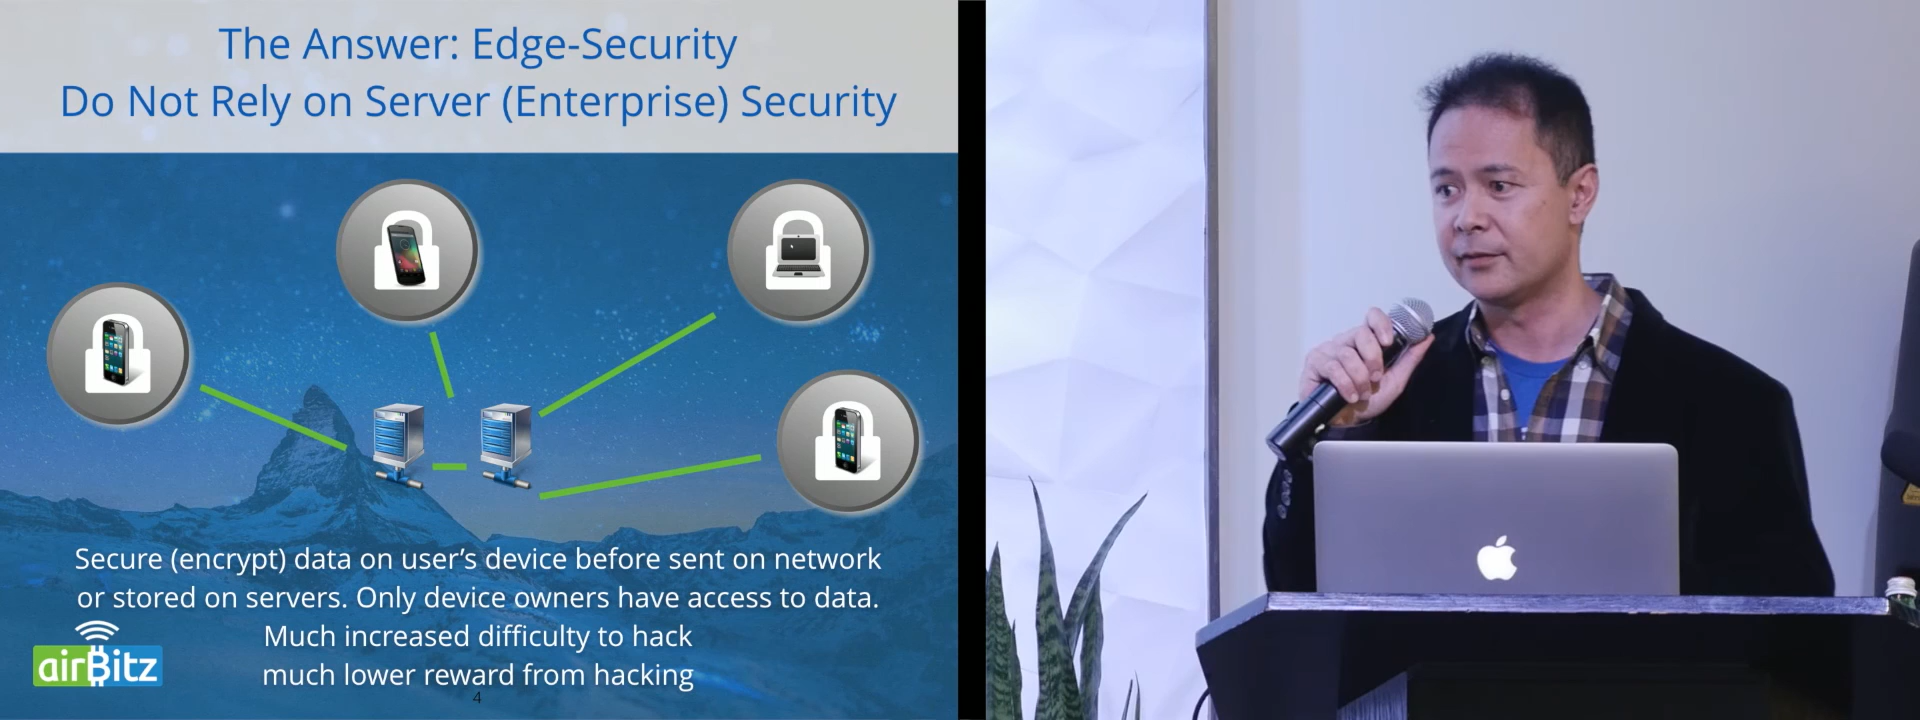 The Answer: Edge-Security
Do Not Rely on Server (Enterprise) Security
Secure (encrypt) data on user's device before sent on network
or stored on servers. Only device owners have access to data.
Much increased difficulty to hack
much lower reward from hacking
airBitz
4